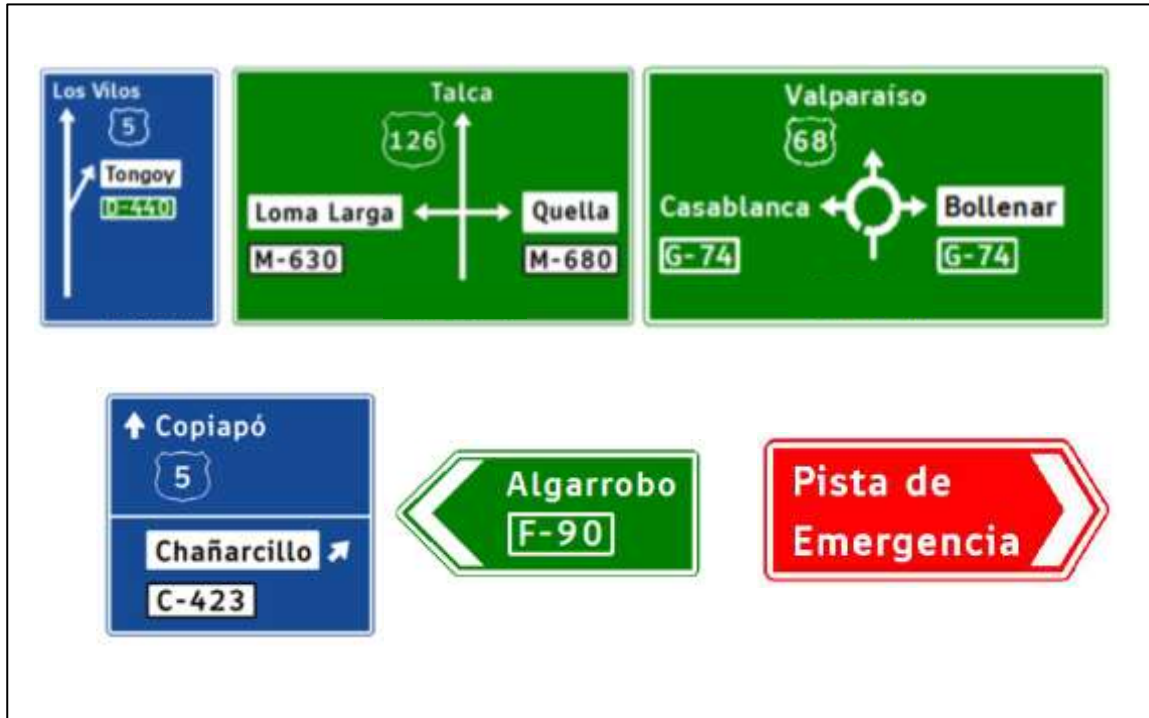 Los Vilos
5
Tongoy
D-440
Talca
126
Loma Larga
Quella
M-630
M-680
Valparaíso
68
Casablanca
Bollenar
G-74
G-74
Copiapó
5
Chañarcillo
C-423
Algarrobo
F-90
Pista de
Emergencia